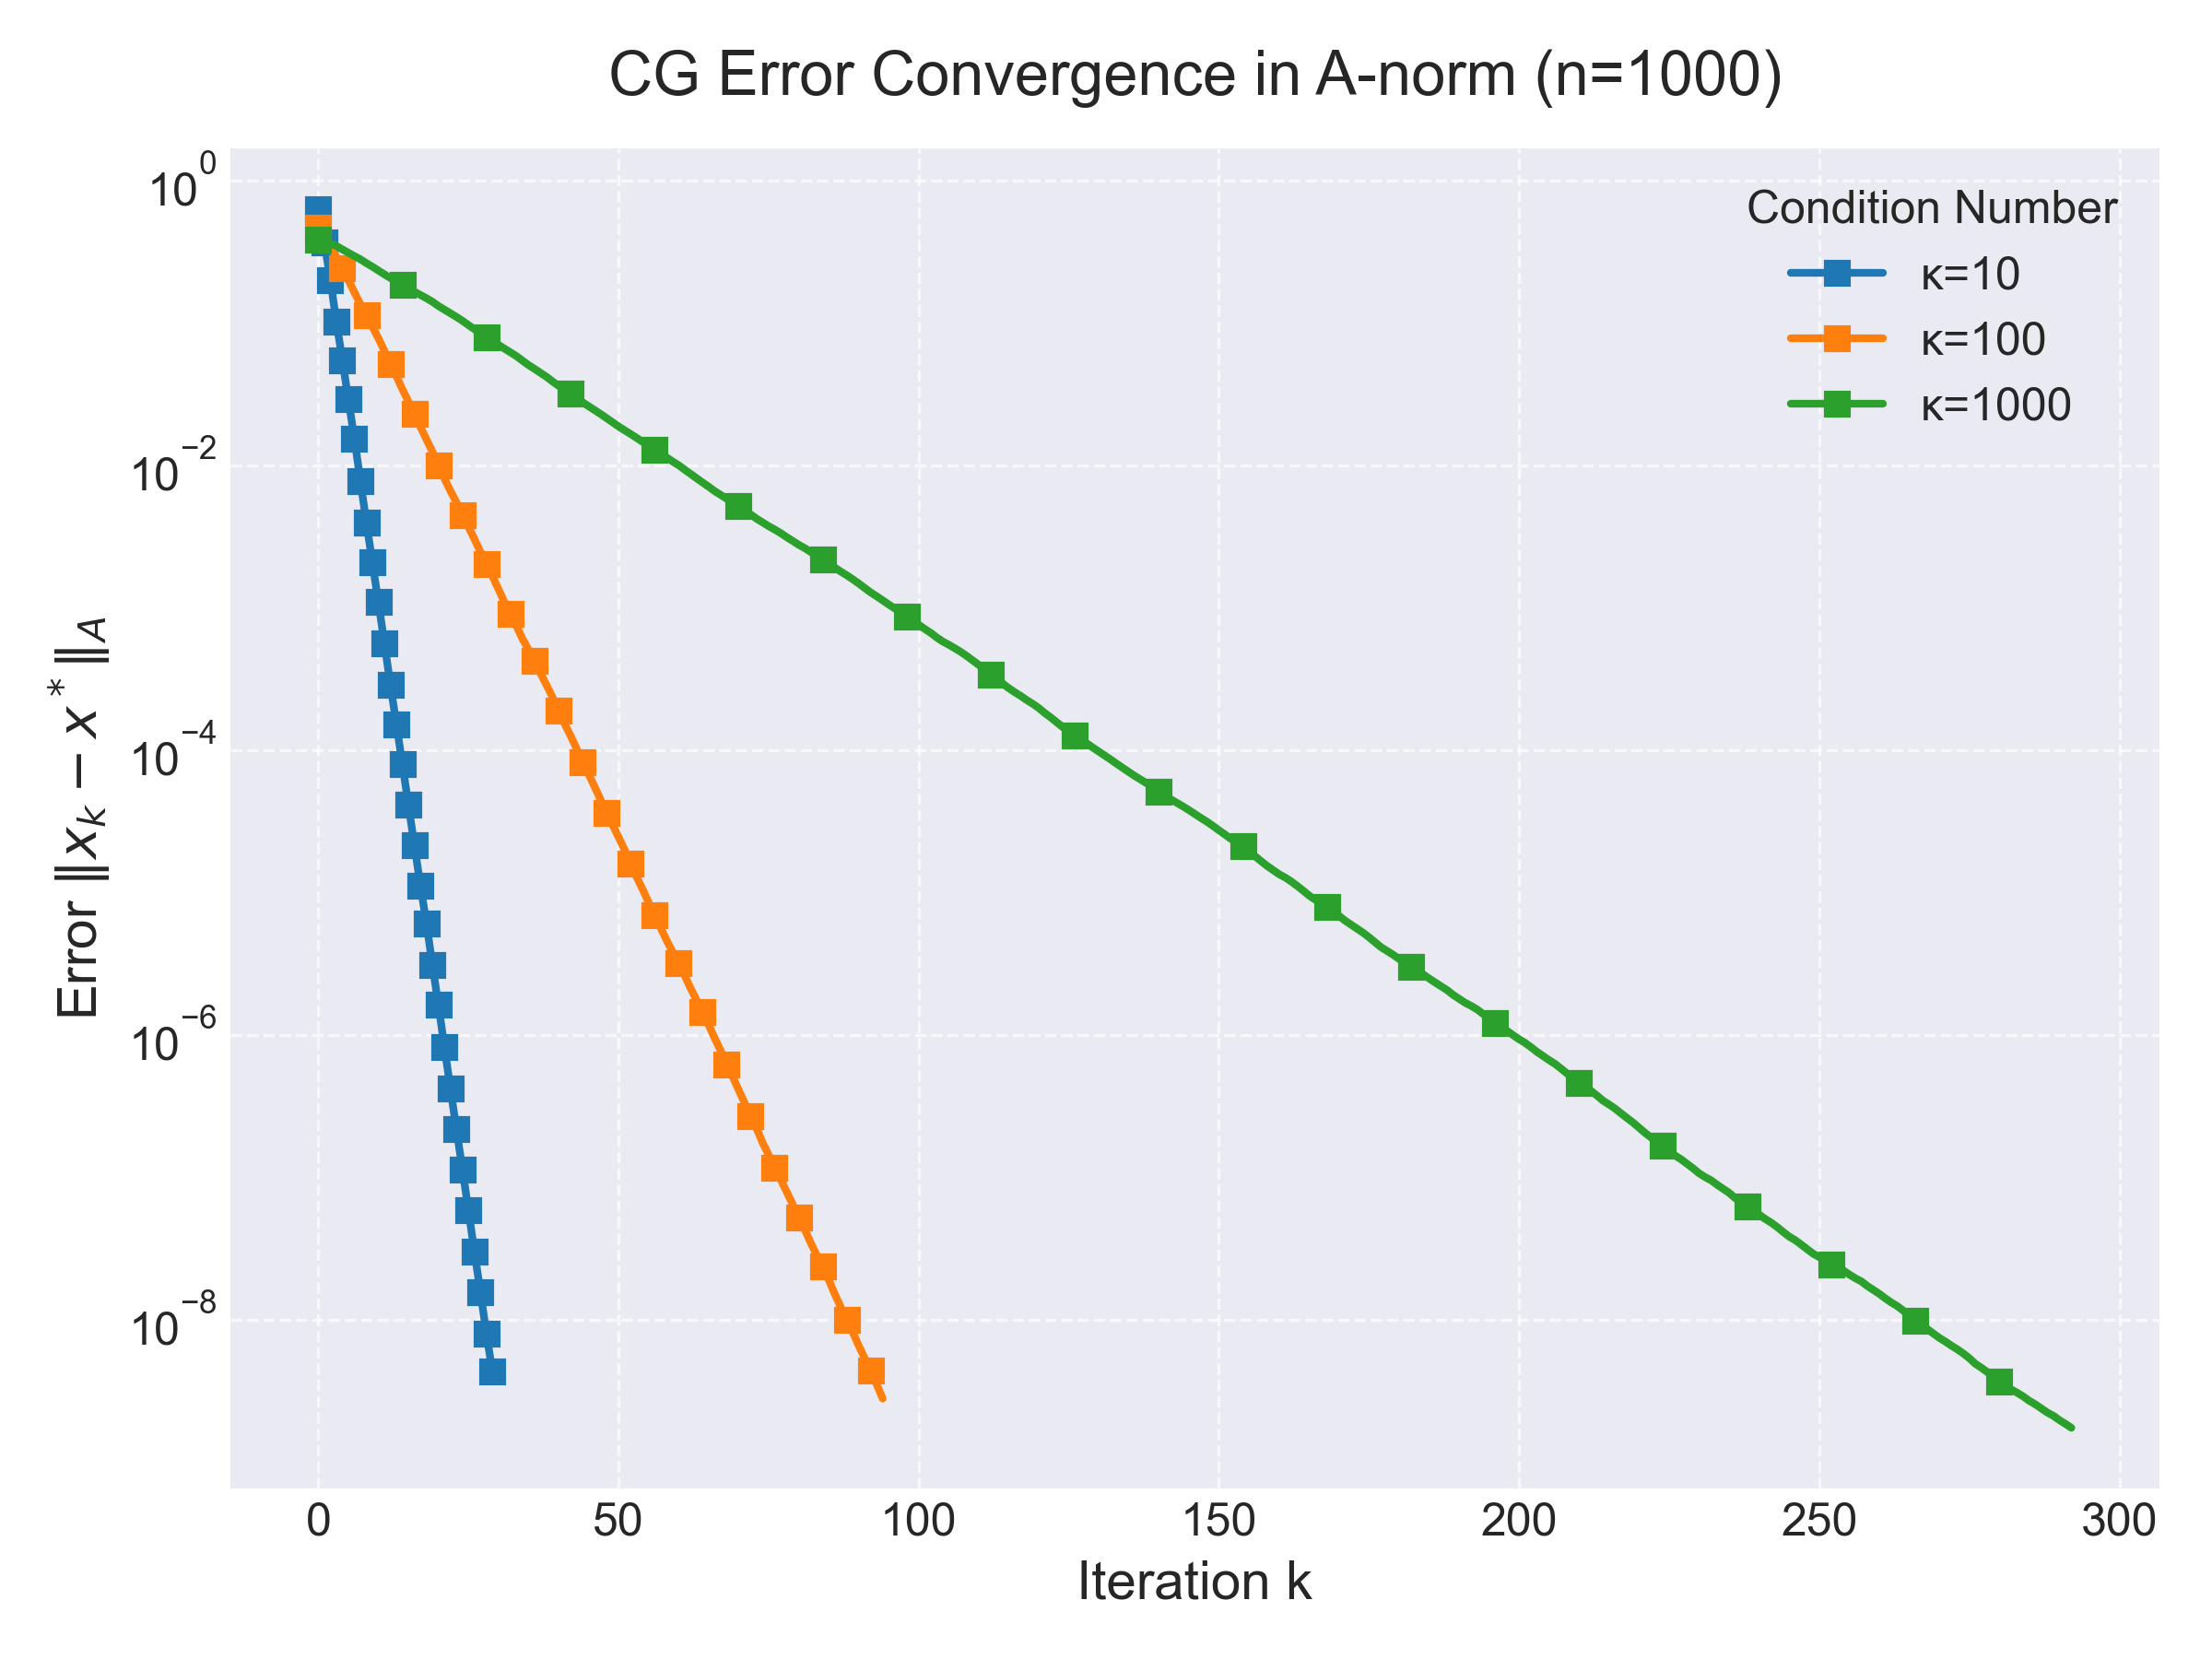 CG Error Convergence in A-norm (n=1000)
Condition Number
κ=10
κ=100
κ=1000
Error ‖xₖ − x*‖_A
10⁰
10⁻²
10⁻⁴
10⁻⁶
10⁻⁸
0 50 100 150 200 250 300
Iteration k